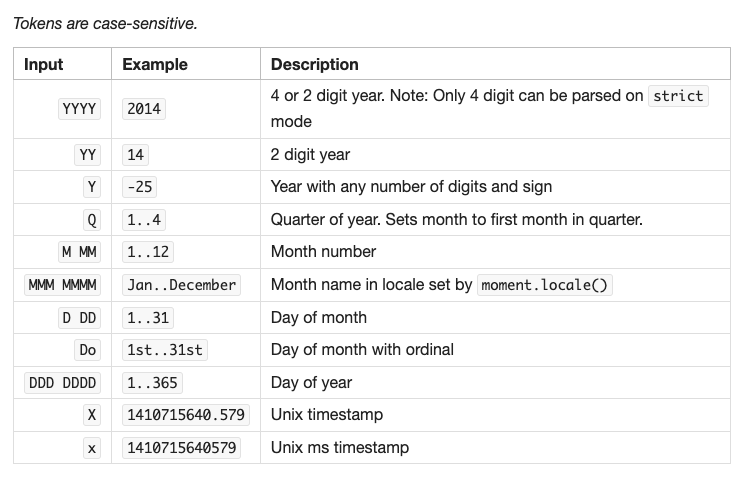 Tokens are case-sensitive.
Input Example Description
YYYY 2014 4 or 2 digit year. Note: Only 4 digit can be parsed on strict
mode
YY 14 2 digit year
Y -25 Year with any number of digits and sign
Q 1..4 Quarter of year. Sets month to first month in quarter.
M MM 1..12 Month number
MMM MMMM Jan..December Month name in locale set by moment.locale()
D DD 1..31 Day of month
Do 1st..31st Day of month with ordinal
DDD DDDD 1..365 Day of year
X 1410715640.579 Unix timestamp
x 1410715640579 Unix ms timestamp